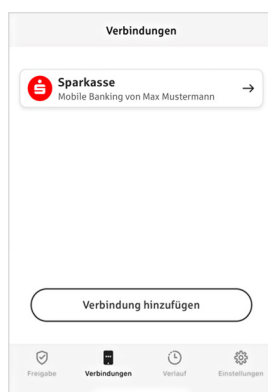 Verbindungen
Sparkasse
Mobile Banking von Max Mustermann
Verbindung hinzufügen
Freigabe
Verbindungen
Verlauf
Einstellungen